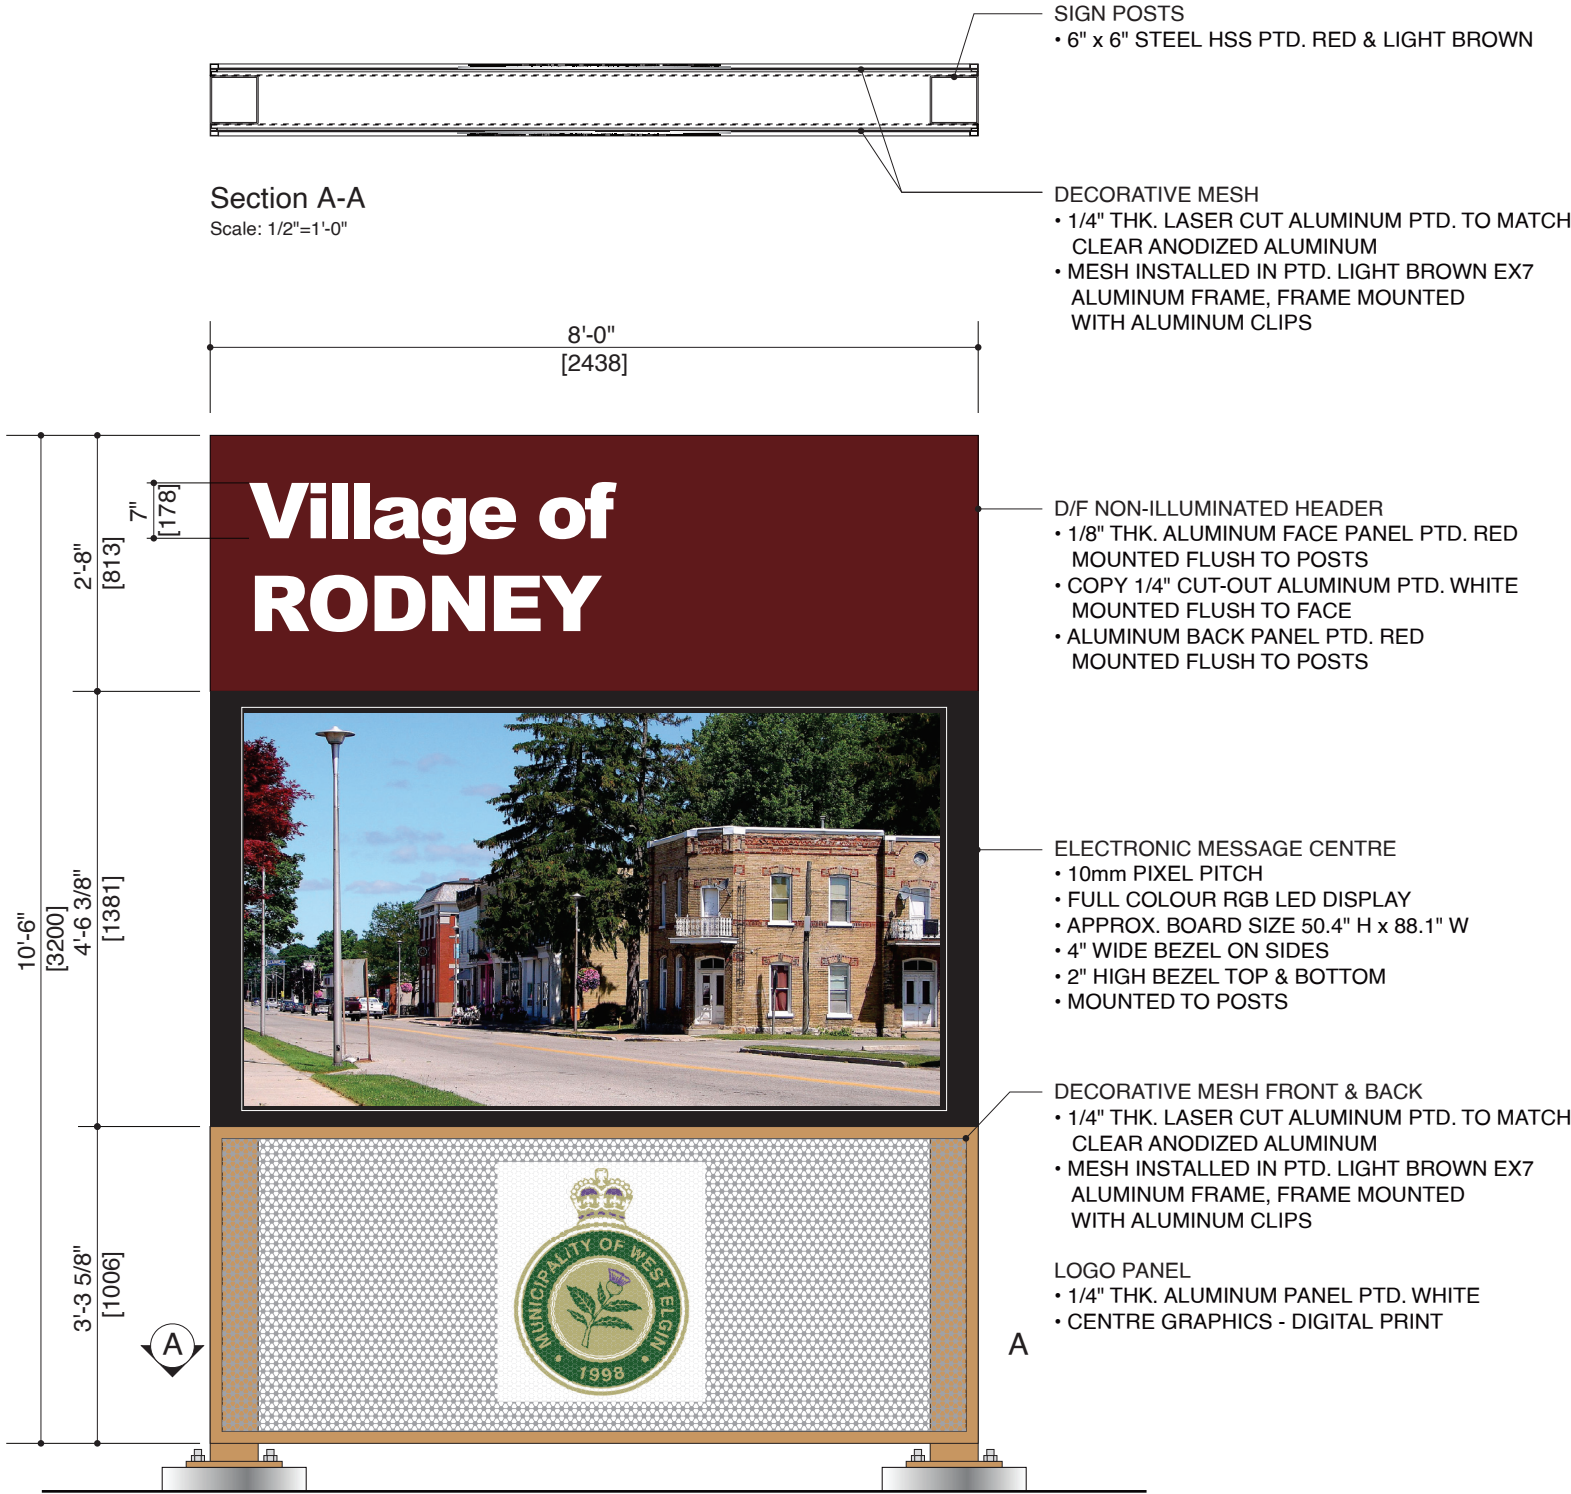 SIGN POSTS
• 6" x 6" STEEL HSS PTD. RED & LIGHT BROWN
Section A-A
Scale: 1/2"=1'-0"
DECORATIVE MESH
• 1/4" THK. LASER CUT ALUMINUM PTD. TO MATCH
CLEAR ANODIZED ALUMINUM
• MESH INSTALLED IN PTD. LIGHT BROWN EX7
ALUMINUM FRAME, FRAME MOUNTED
WITH ALUMINUM CLIPS
8'-0"
[2438]
10'-6"
[3200]
2'-8"
[813]
7"
[178]
Village of
RODNEY
D/F NON-ILLUMINATED HEADER
• 1/8" THK. ALUMINUM FACE PANEL PTD. RED
MOUNTED FLUSH TO POSTS
• COPY 1/4" CUT-OUT ALUMINUM PTD. WHITE
MOUNTED FLUSH TO FACE
• ALUMINUM BACK PANEL PTD. RED
MOUNTED FLUSH TO POSTS
4'-6 3/8"
[1381]
ELECTRONIC MESSAGE CENTRE
• 10mm PIXEL PITCH
• FULL COLOUR RGB LED DISPLAY
• APPROX. BOARD SIZE 50.4" H x 88.1" W
• 4" WIDE BEZEL ON SIDES
• 2" HIGH BEZEL TOP & BOTTOM
• MOUNTED TO POSTS
3'-3 5/8"
[1006]
DECORATIVE MESH FRONT & BACK
• 1/4" THK. LASER CUT ALUMINUM PTD. TO MATCH
CLEAR ANODIZED ALUMINUM
• MESH INSTALLED IN PTD. LIGHT BROWN EX7
ALUMINUM FRAME, FRAME MOUNTED
WITH ALUMINUM CLIPS
LOGO PANEL
• 1/4" THK. ALUMINUM PANEL PTD. WHITE
• CENTRE GRAPHICS - DIGITAL PRINT
MUNICIPALITY OF WEST ELGIN
• 1998 •
A
A